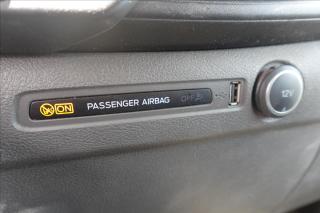 ON PASSENGER AIRBAG OFF
12V